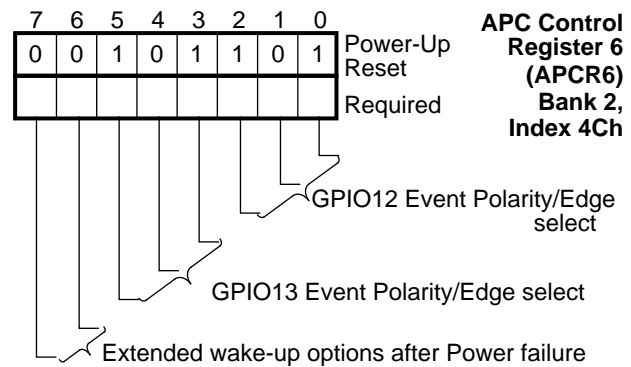 7 6 5 4 3 2 1 0
APC Control
Register 6
(APCR6)
Bank 2,
Index 4Ch
0 0 1 0 1 1 0 1
Power-Up
Reset
Required
GPIO12 Event Polarity/Edge
select
GPIO13 Event Polarity/Edge select
Extended wake-up options after Power failure